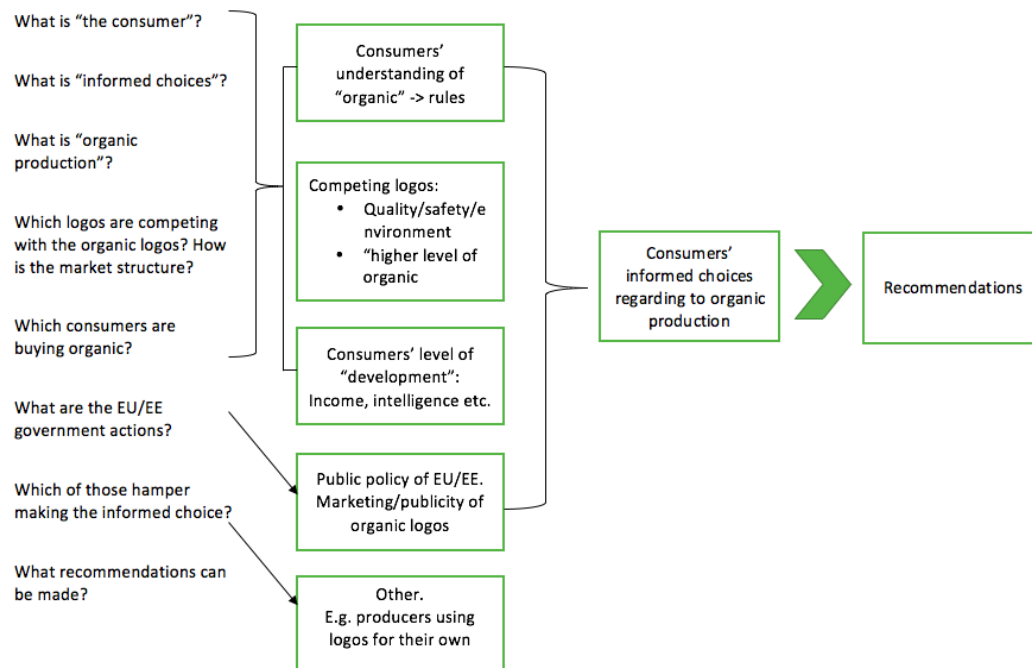 What is “the consumer”?
What is “informed choices”?
What is “organic
production”?
Which logos are competing
with the organic logos? How
is the market structure?
Which consumers are
buying organic?
What are the EU/EE
government actions?
Which of those hamper
making the informed choice?
What recommendations can
be made?
Consumers’
understanding of
“organic” -> rules
Competing logos:
• Quality/safety/e
nvironment
• “higher level of
organic
Consumers’ level of
“development”:
Income, intelligence etc.
Public policy of EU/EE.
Marketing/publicity of
organic logos
Other.
E.g. producers using
logos for their own
Consumers’
informed choices
regarding to organic
production
Recommendations